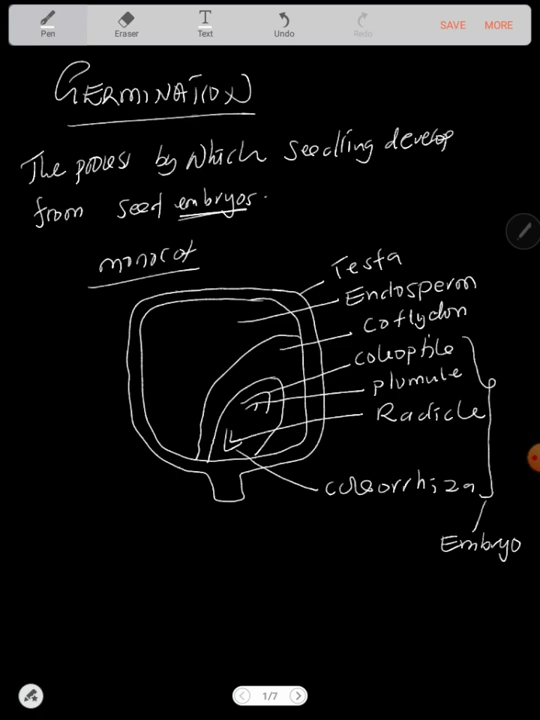 Pen Eraser Text Undo Redo SAVE MORE
GERMINATION
The process by which seedling develop
from seed embryos.
monocot
Testa
Endosperm
Cotlydon
Coleoptile
plumule
Radicle
Coleorrhiza
Embryo
1/7